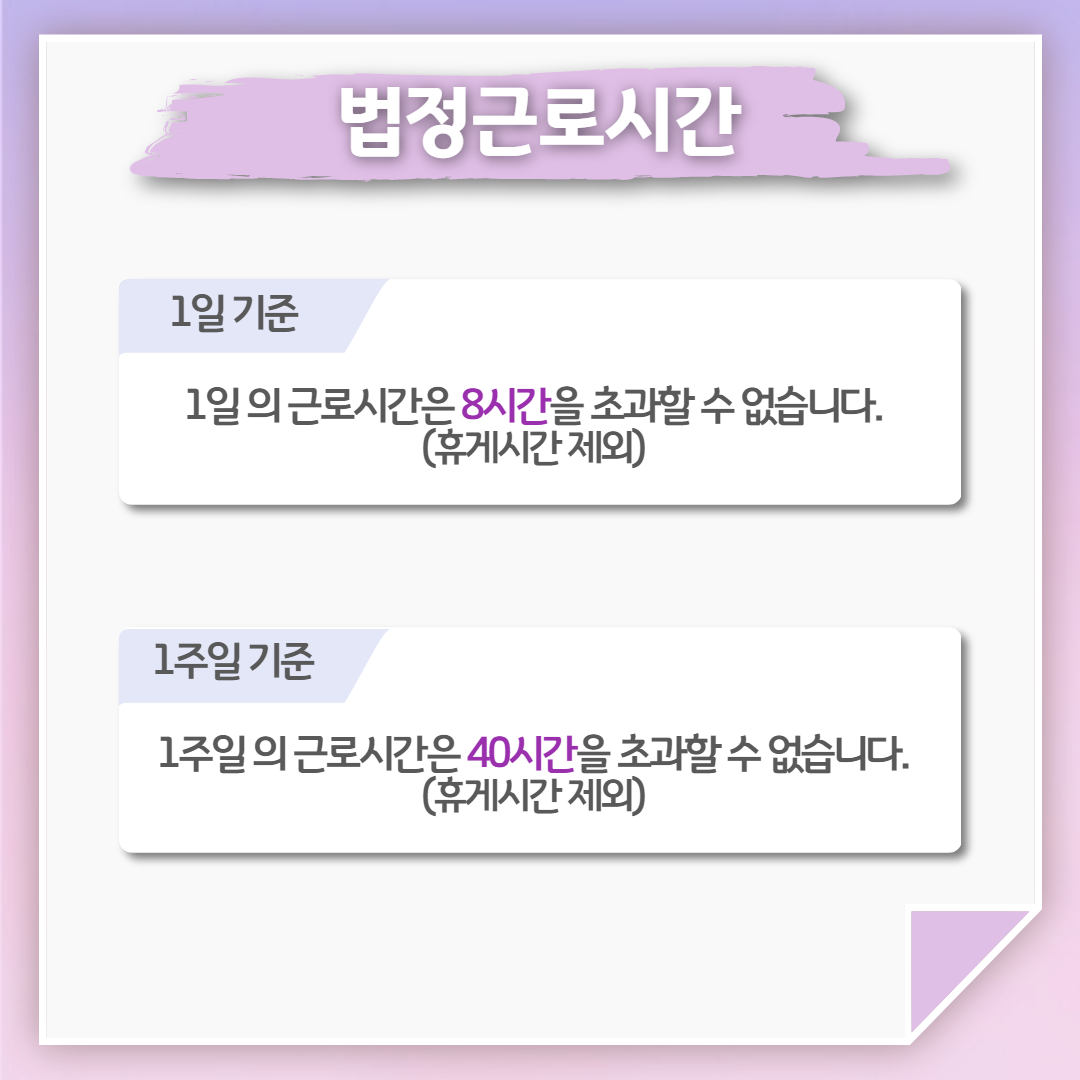 법정근로시간
1일 기준
1일 의 근로시간은 8시간을 초과할 수 없습니다.
(휴게시간 제외)
1주일 기준
1주일 의 근로시간은 40시간을 초과할 수 없습니다.
(휴게시간 제외)